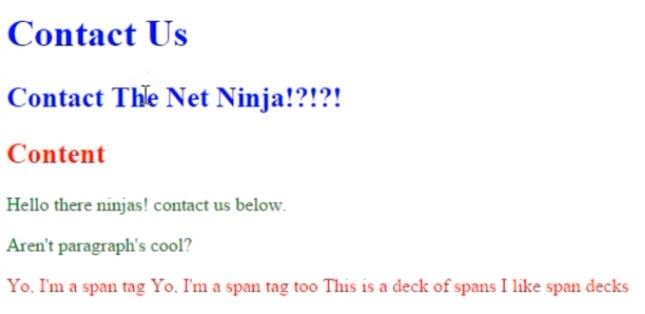 Contact Us
Contact The Net Ninja!?!?!
Content
Hello there ninjas! contact us below.
Aren't paragraph's cool?
Yo, I'm a span tag Yo, I'm a span tag too This is a deck of spans I like span decks